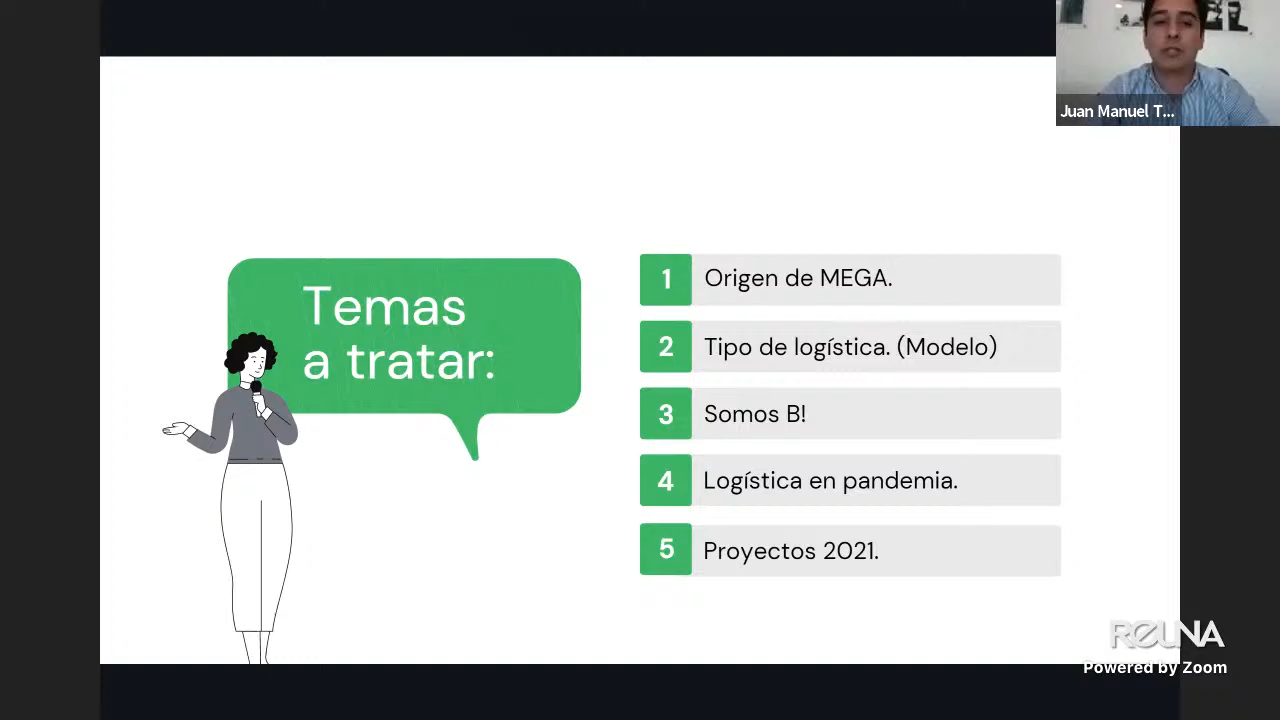 Juan Manuel T...
Temas
a tratar:
1 Origen de MEGA.
2 Tipo de logística. (Modelo)
3 Somos B!
4 Logística en pandemia.
5 Proyectos 2021.
REUNA
Powered by Zoom